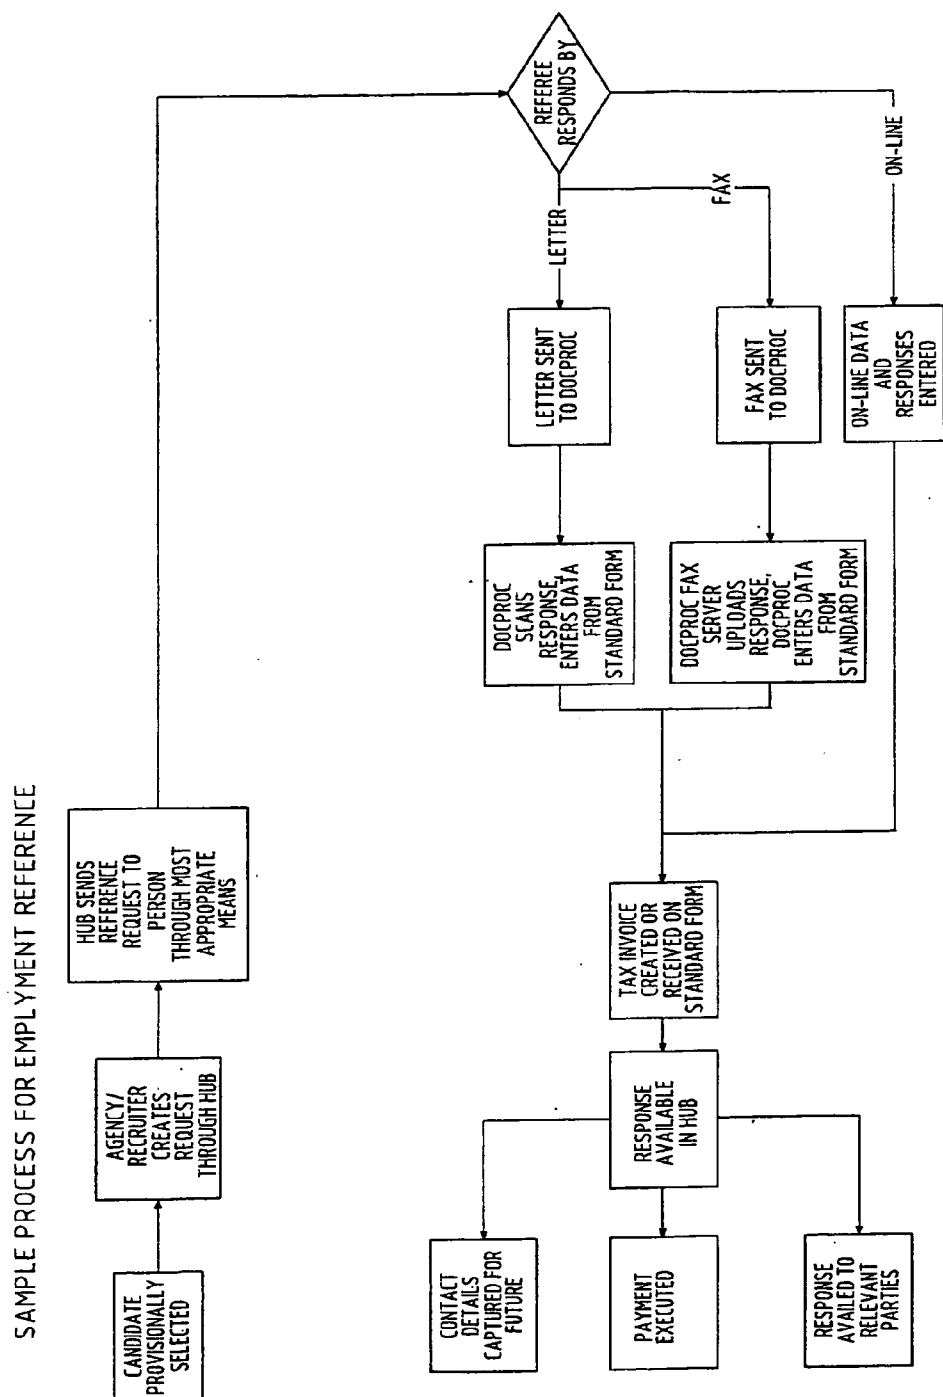 SAMPLE PROCESS FOR EMPLYMENT REFERENCE
CANDIDATE
PROVISIONALLY
SELECTED
AGENCY/
RECRUITER
CREATES
REQUEST
THROUGH HUB
HUB SENDS
REFERENCE
REQUEST TO
PERSON
THROUGH MOST
APPROPRIATE
MEANS
REFEREE
RESPONDS BY
LETTER
FAX
ON-LINE
LETTER SENT
TO DOCPROC
FAX SENT
TO DOCPROC
ON-LINE DATA
AND
RESPONSES
ENTERED
DOCPROC
SCANS
RESPONSE,
ENTERS DATA
FROM
STANDARD FORM
DOCPROC FAX
SERVER
UPLOADS
RESPONSE,
DOCPROC
ENTERS DATA
FROM
STANDARD FORM
TAX INVOICE
CREATED OR
RECEIVED ON
STANDARD FORM
RESPONSE
AVAILABLE
IN HUB
CONTACT
DETAILS
CAPTURED FOR
FUTURE
PAYMENT
EXECUTED
RESPONSE
AVAILED TO
RELEVANT
PARTIES